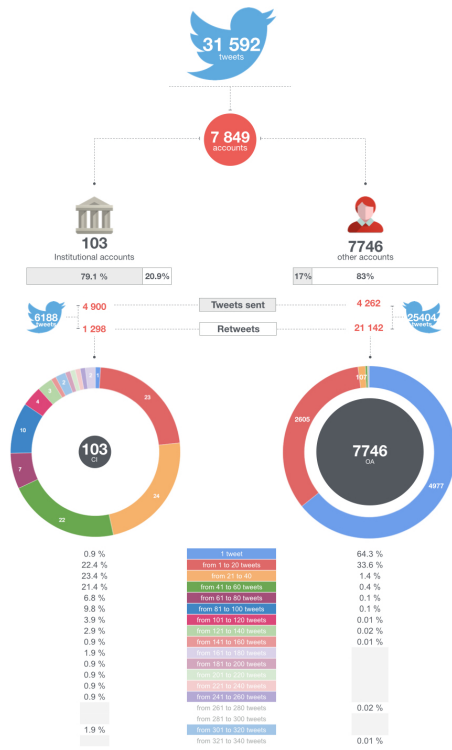 31 592
tweets
7 849
accounts
103
Institutional accounts
7746
other accounts
79.1 % 20.9%
17% 83%
6188
tweets
4 900
Tweets sent
4 262
25404
tweets
1 298
Retweets
21 142
1
23
24
22
7
10
4
3
2
2
103
CI
107
2605
4977
7746
OA
0.9 % 1 tweet 64.3 %
22.4 % from 1 to 20 tweets 33.6 %
23.4 % from 21 to 40 1.4 %
21.4 % from 41 to 60 tweets 0.4 %
6.8 % from 61 to 80 tweets 0.1 %
9.8 % from 81 to 100 tweets 0.1 %
3.9 % from 101 to 120 tweets 0.01 %
2.9 % from 121 to 140 tweets 0.02 %
0.9 % from 141 to 160 tweets 0.01 %
1.9 % from 161 to 180 tweets
0.9 % from 181 to 200 tweets
0.9 % from 201 to 220 tweets
0.9 % from 221 to 240 tweets
0.9 % from 241 to 260 tweets
from 261 to 280 tweets 0.02 %
from 281 to 300 tweets
1.9 % from 301 to 320 tweets
from 321 to 340 tweets 0.01 %